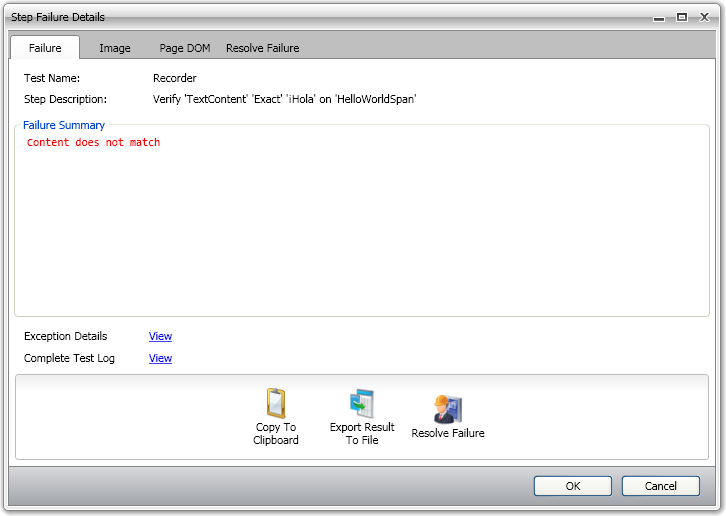 Step Failure Details
Failure Image Page DOM Resolve Failure
Test Name: Recorder
Step Description: Verify 'TextContent' 'Exact' '¡Hola' on 'HelloWorldSpan'
Failure Summary
Content does not match
Exception Details View
Complete Test Log View
Copy To
Clipboard
Export Result
To File
Resolve Failure
OK Cancel